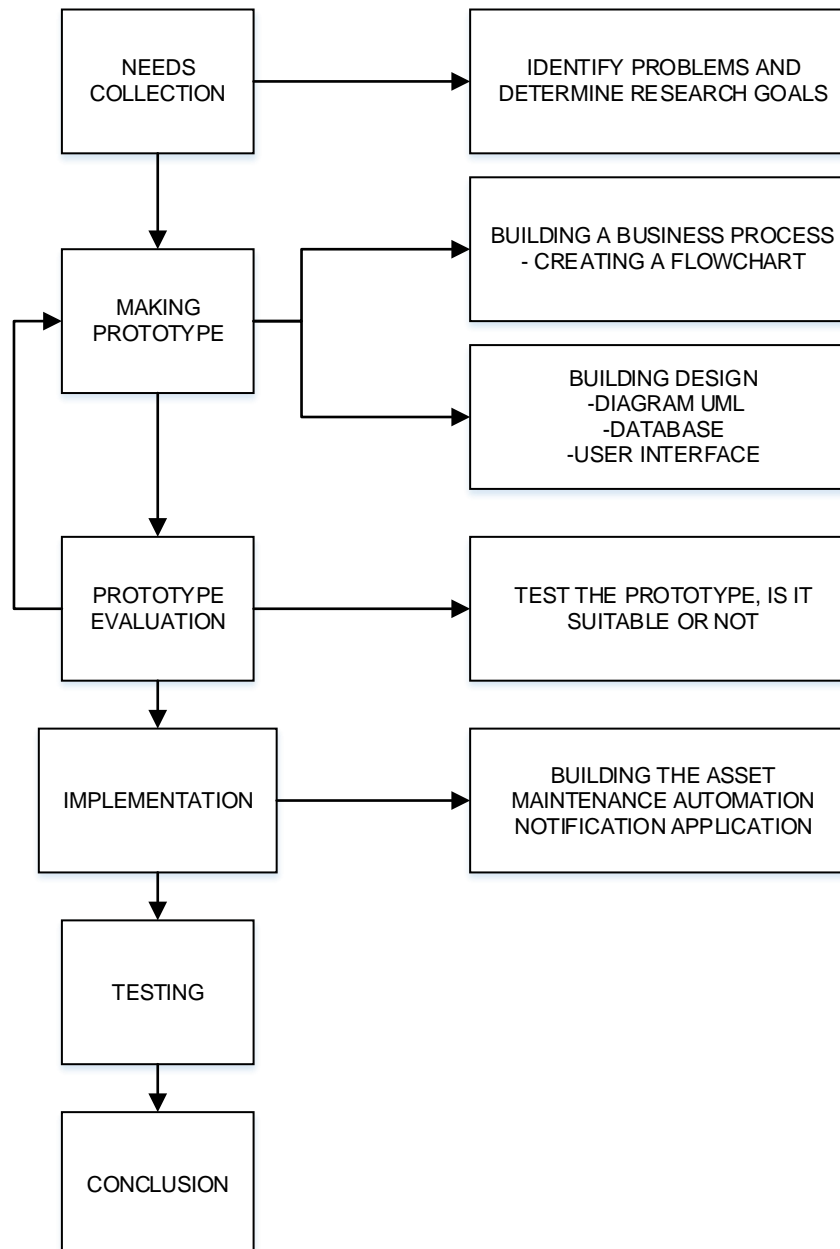 NEEDS
COLLECTION
IDENTIFY PROBLEMS AND
DETERMINE RESEARCH GOALS
MAKING
PROTOTYPE
BUILDING A BUSINESS PROCESS
- CREATING A FLOWCHART
BUILDING DESIGN
-DIAGRAM UML
-DATABASE
-USER INTERFACE
PROTOTYPE
EVALUATION
TEST THE PROTOTYPE, IS IT
SUITABLE OR NOT
IMPLEMENTATION
BUILDING THE ASSET
MAINTENANCE AUTOMATION
NOTIFICATION APPLICATION
TESTING
CONCLUSION